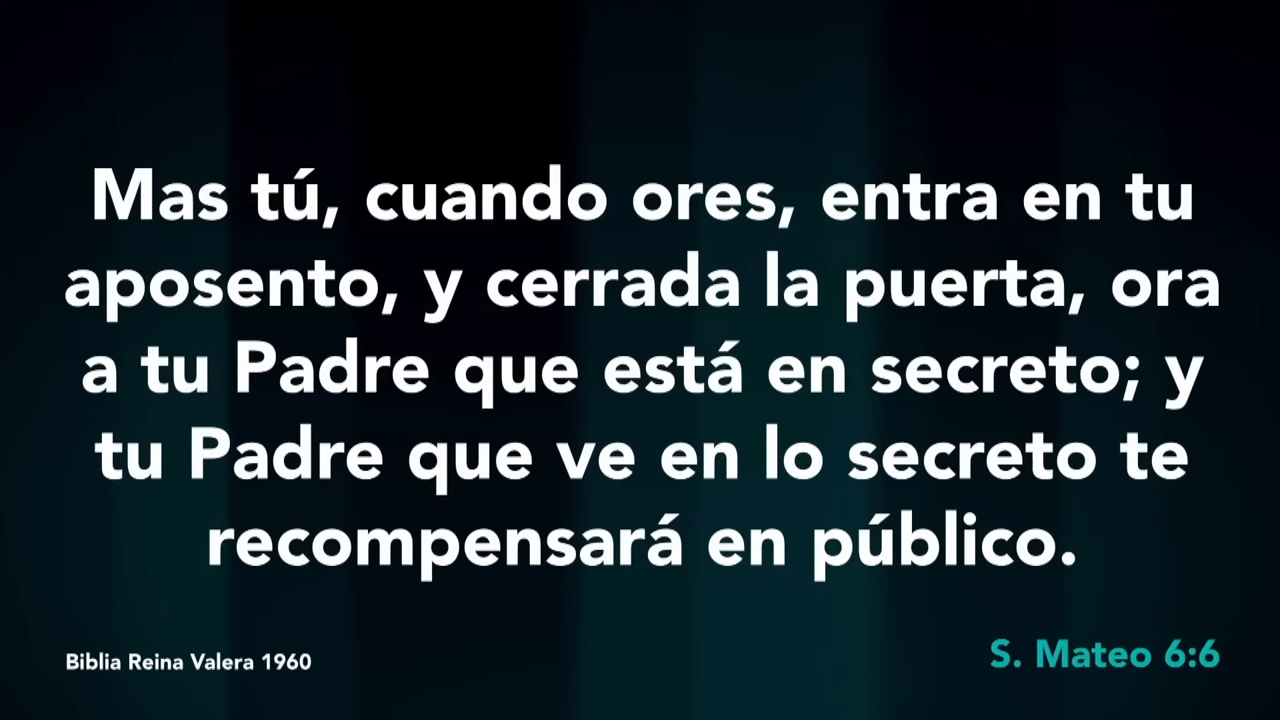 Mas tú, cuando ores, entra en tu
aposento, y cerrada la puerta, ora
a tu Padre que está en secreto; y
tu Padre que ve en lo secreto te
recompensará en público.
Biblia Reina Valera 1960
S. Mateo 6:6